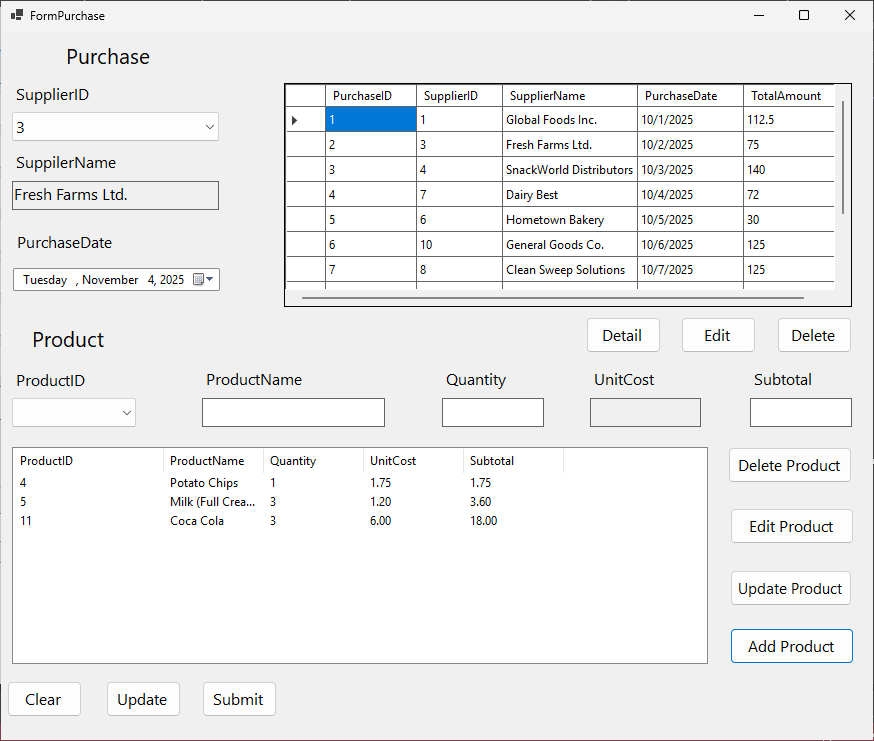 FormPurchase
Purchase
SupplierID
3
SuppilerName
Fresh Farms Ltd.
PurchaseDate
Tuesday , November 4, 2025
PurchaseID SupplierID SupplierName PurchaseDate TotalAmount
1 1 Global Foods Inc. 10/1/2025 112.5
2 3 Fresh Farms Ltd. 10/2/2025 75
3 4 SnackWorld Distributors 10/3/2025 140
4 7 Dairy Best 10/4/2025 72
5 6 Hometown Bakery 10/5/2025 30
6 10 General Goods Co. 10/6/2025 125
7 8 Clean Sweep Solutions 10/7/2025 125
Detail Edit Delete
Product
ProductID ProductName Quantity UnitCost Subtotal
ProductID ProductName Quantity UnitCost Subtotal
4 Potato Chips 1 1.75 1.75
5 Milk (Full Crea... 3 1.20 3.60
11 Coca Cola 3 6.00 18.00
Delete Product
Edit Product
Update Product
Add Product
Clear Update Submit